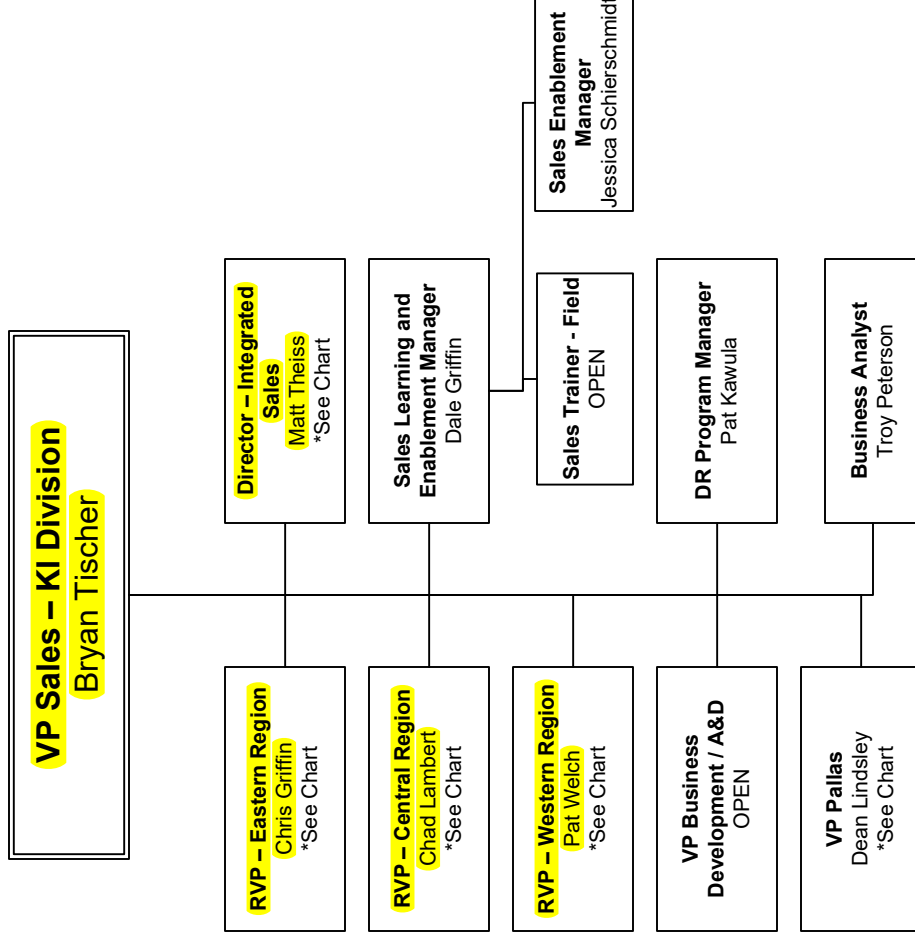 VP Sales – KI Division
Bryan Tischer
RVP – Eastern Region
Chris Griffin
*See Chart
Director – Integrated
Sales
Matt Theiss
*See Chart
RVP – Central Region
Chad Lambert
*See Chart
Sales Learning and
Enablement Manager
Dale Griffin
RVP – Western Region
Pat Welch
*See Chart
Sales Trainer - Field
OPEN
Sales Enablement
Manager
Jessica Schierschmidt
VP Business
Development / A&D
OPEN
DR Program Manager
Pat Kawula
VP Pallas
Dean Lindsley
*See Chart
Business Analyst
Troy Peterson